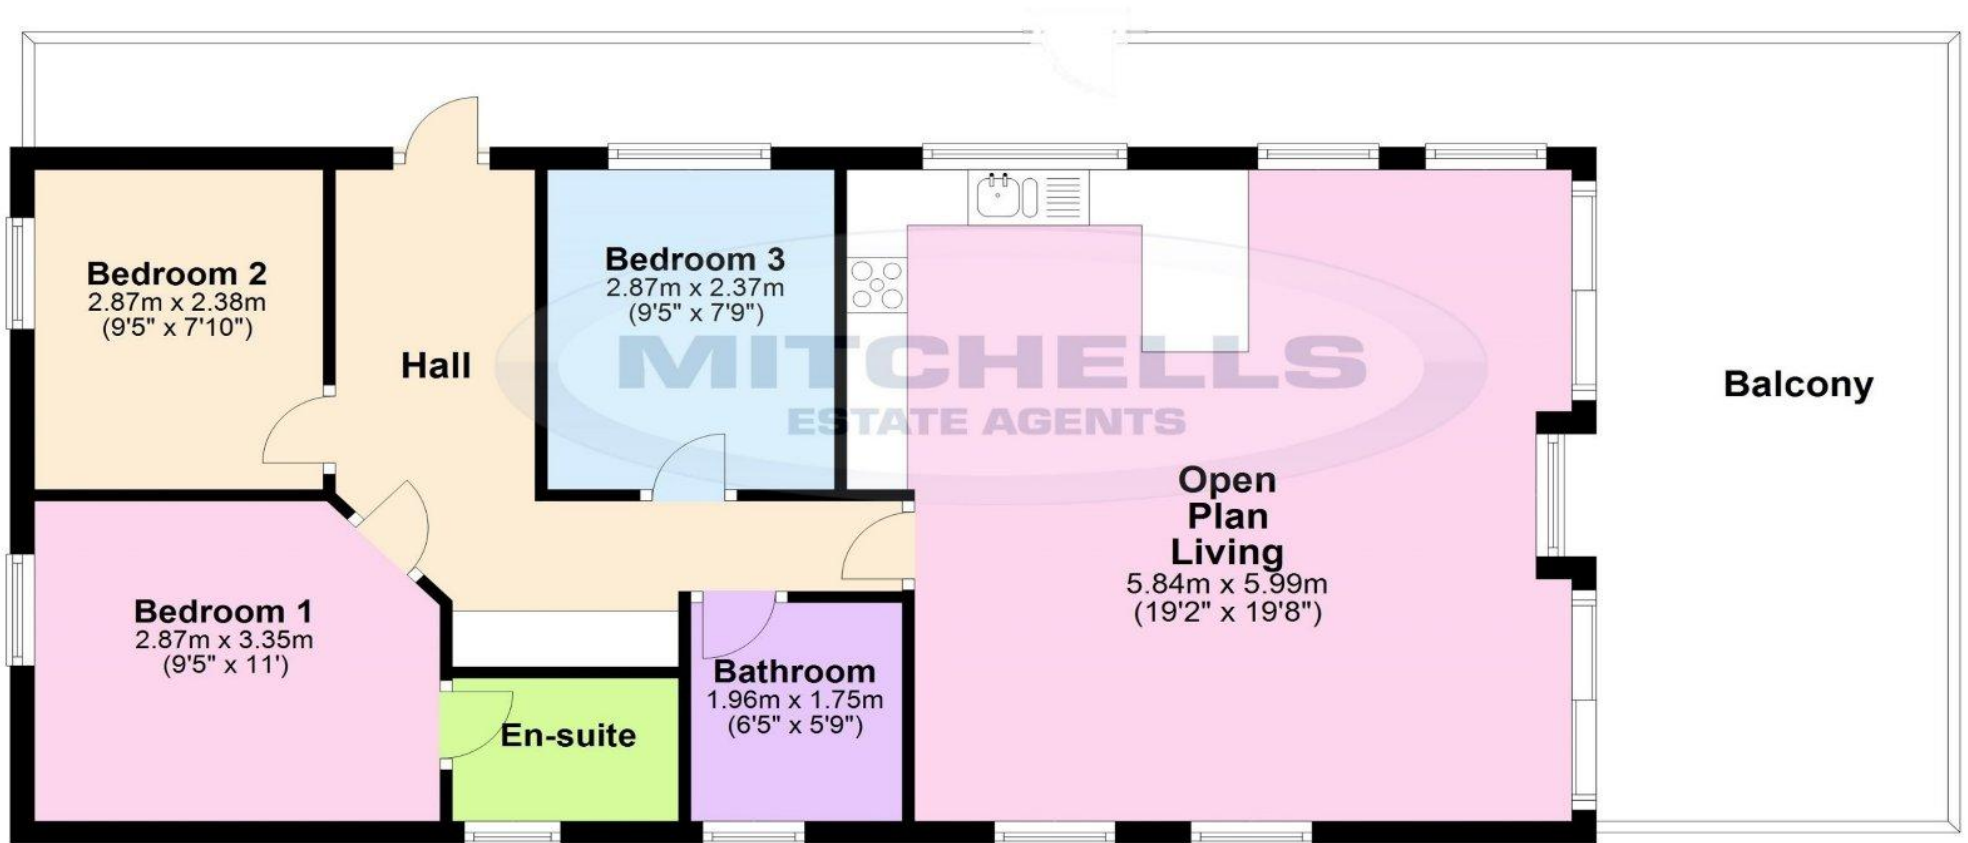 Bedroom 2
2.87m x 2.38m
(9'5" x 7'10")
Hall
Bedroom 3
2.87m x 2.37m
(9'5" x 7'9")
MITCHELLS
ESTATE AGENTS
Balcony
Open
Plan
Living
5.84m x 5.99m
(19'2" x 19'8")
Bedroom 1
2.87m x 3.35m
(9'5" x 11')
En-suite
Bathroom
1.96m x 1.75m
(6'5" x 5'9")